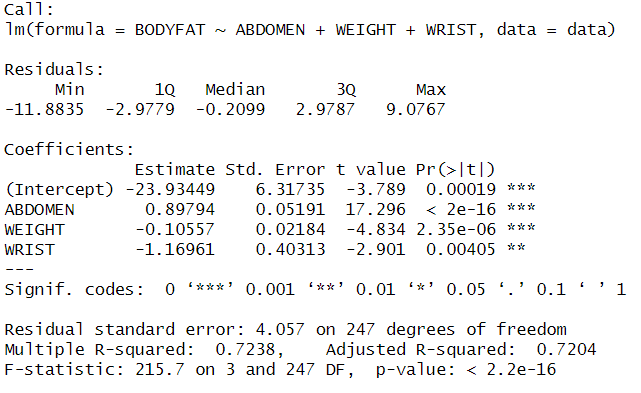 Call:
lm(formula = BODYFAT ~ ABDOMEN + WEIGHT + WRIST, data = data)
Residuals:
     Min       1Q   Median       3Q      Max
-11.8835  -2.9779  -0.2099   2.9787   9.0767
Coefficients:
             Estimate Std. Error t value Pr(>|t|)
(Intercept) -23.93449    6.31735  -3.789  0.00019 ***
ABDOMEN       0.89794    0.05191  17.296  < 2e-16 ***
WEIGHT       -0.10557    0.02184  -4.834 2.35e-06 ***
WRIST        -1.16961    0.40313  -2.901  0.00405 **
---
Signif. codes:  0 ‘***’ 0.001 ‘**’ 0.01 ‘*’ 0.05 ‘.’ 0.1 ‘ ’ 1
Residual standard error: 4.057 on 247 degrees of freedom
Multiple R-squared:  0.7238,    Adjusted R-squared:  0.7204
F-statistic: 215.7 on 3 and 247 DF,  p-value: < 2.2e-16